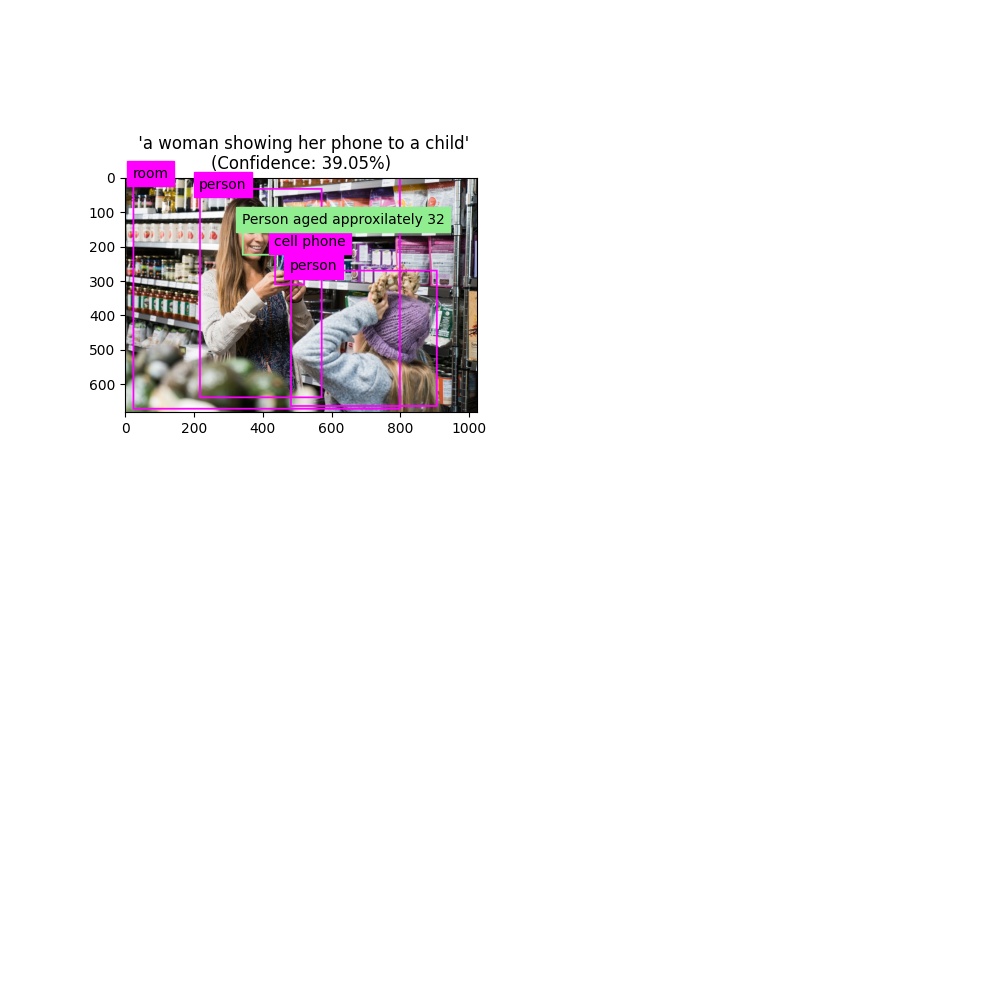 'a woman showing her phone to a child'
(Confidence: 39.05%)
room
person
Person aged approxilately 32
cell phone
person
0
100
200
300
400
500
600
0 200 400 600 800 1000